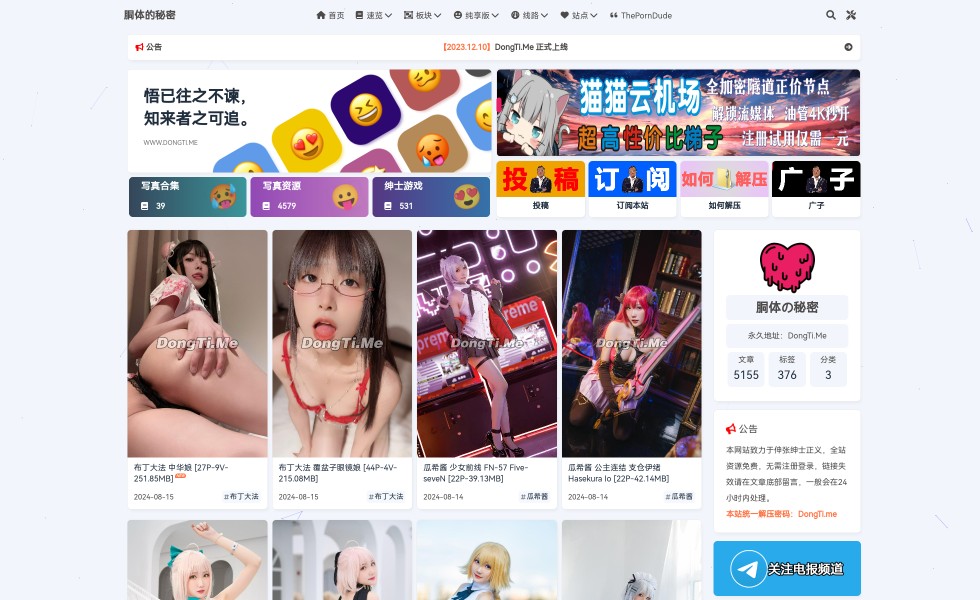 胴体的秘密
首页 速览 板块 纯享版 线路 站点 ThePornDude
公告
【2023.12.10】DongTi.Me 正式上线
悟已往之不谏，
知来者之可追。
WWW.DONGTI.ME
猫猫云机场
全加密隧道正价节点
解锁流媒体 油管4K秒开
超高性价比梯子
注册试用仅需一元
写真合集
39
写真资源
4579
绅士游戏
531
投稿
订阅
如何解压
广子
投稿
订阅本站
如何解压
广子
DongTi.Me
DongTi.Me
DongTi.Me
DongTi.Me
布丁大法 中华娘 [27P-9V-
251.85MB]
2024-08-15
#布丁大法
布丁大法 覆盆子眼镜娘 [44P-4V-
215.08MB]
2024-08-15
#布丁大法
瓜希酱 少女前线 FN-57 Five-
seveN [22P-39.13MB]
2024-08-14
#瓜希酱
瓜希酱 公主连结 支仓伊绪
Hasekura Io [22P-42.14MB]
2024-08-14
#瓜希酱
胴体の秘密
永久地址：DongTi.Me
文章
5155
标签
376
分类
3
公告
本网站致力于伸张绅士正义，全站
资源免费，无需注册登录，链接失
效请在文章底部留言，一般会在24
小时内处理。
本站统一解压密码：DongTi.me
关注电报频道